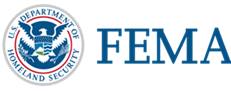 U.S. DEPARTMENT OF
HOMELAND SECURITY
FEMA